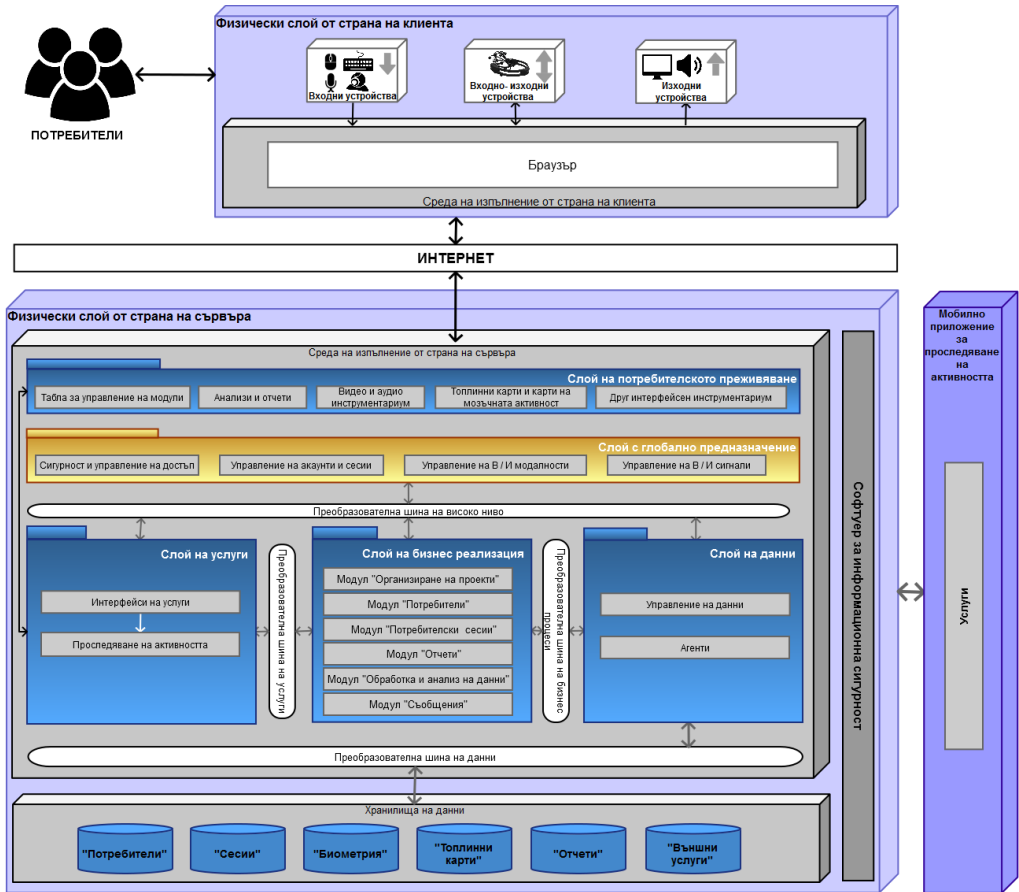 Физически слой от страна на клиента
Входни устройства
Входно- изходни
устройства
Изходни
устройства
ПОТРЕБИТЕЛИ
Браузър
Среда на изпълнение от страна на клиента
ИНТЕРНЕТ
Физически слой от страна на сървъра
Среда на изпълнение от страна на сървъра
Слой на потребителското преживяване
Табла за управление на модули
Анализи и отчети
Видео и аудио
инструментариум
Топлинни карти и карти на
мозъчната активност
Друг интерфейсен инструментариум
Слой с глобално предназначение
Сигурност и управление на достъп
Управление на акаунти и сесии
Управление на В / И модалности
Управление на В / И сигнали
Преобразователна шина на високо ниво
Слой на услуги
Интерфейси на услуги
Проследяване на активността
Преобразователна шина на услуги
Слой на бизнес реализация
Модул "Организиране на проекти"
Модул "Потребители"
Модул "Потребителски сесии"
Модул "Отчети"
Модул "Обработка и анализ на данни"
Модул "Съобщения"
Преобразователна шина на бизнес
процеси
Слой на данни
Управление на данни
Агенти
Преобразователна шина на данни
Хранилища на данни
"Потребители"
"Сесии"
"Биометрия"
"Топлинни
карти"
"Отчети"
"Външни
услуги"
Софтуер за информационна сигурност
Мобилно
приложение
за
проследяване
на
активността
Услуги